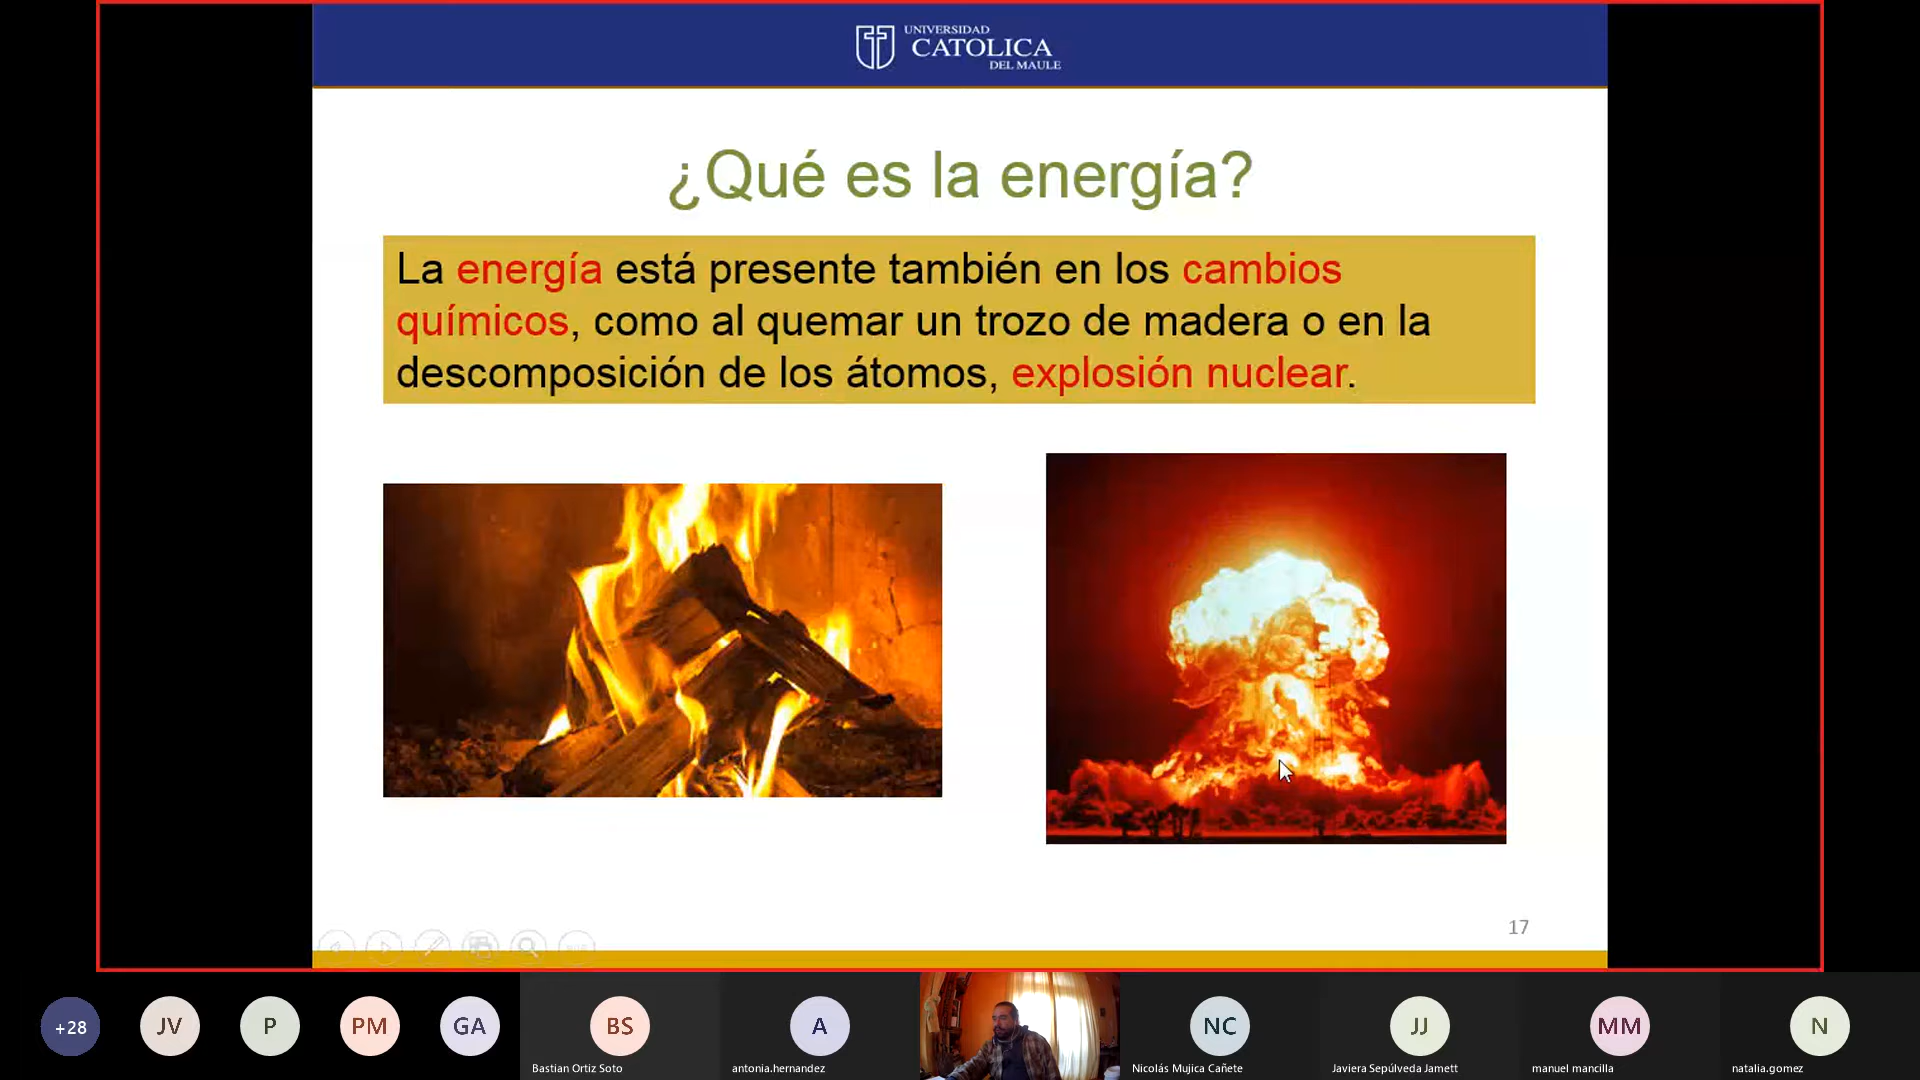 UNIVERSIDAD
CATOLICA
DEL MAULE
¿Qué es la energía?
La energía está presente también en los cambios
químicos, como al quemar un trozo de madera o en la
descomposición de los átomos, explosión nuclear.
17
+28
JV
P
PM
GA
BS
Bastian Ortiz Soto
A
antonia.hernandez
NC
Nicolás Mujica Cañete
JJ
Javiera Sepúlveda Jamett
MM
manuel mancilla
N
natalia.gomez